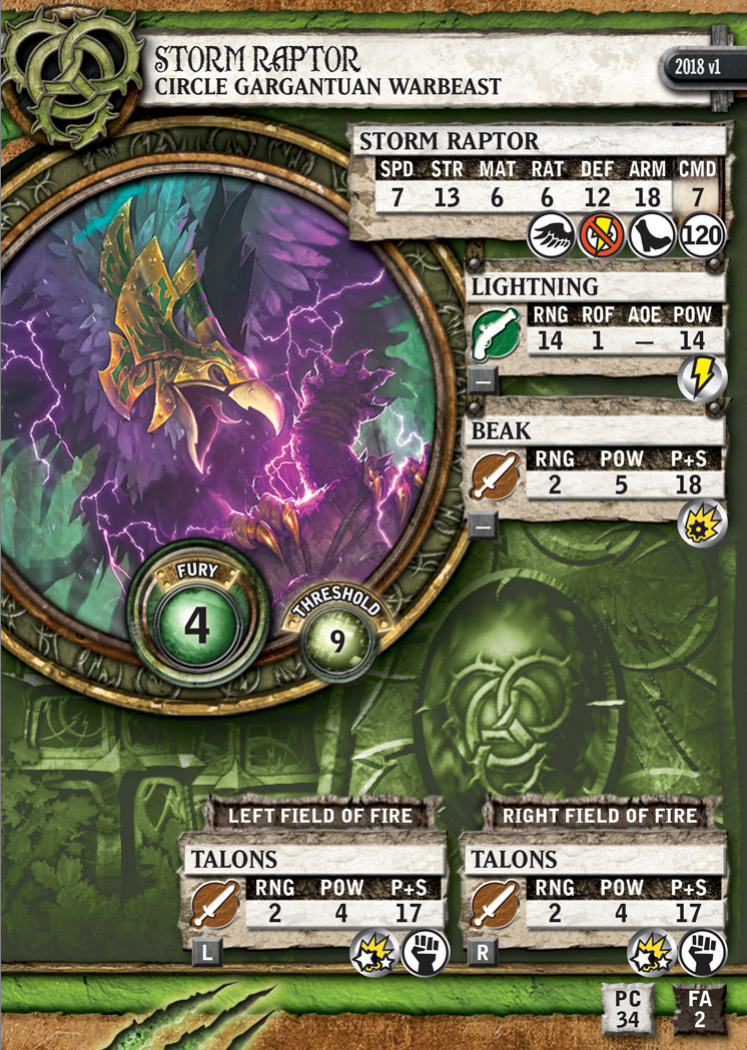 STORM RAPTOR
CIRCLE GARGANTUAN WARBEAST
2018 v1
STORM RAPTOR
SPD STR MAT RAT DEF ARM CMD
7 13 6 6 12 18 7
120
LIGHTNING
RNG ROF AOE POW
14 1 — 14
—
BEAK
RNG POW P+S
2 5 18
—
FURY
4
THRESHOLD
9
LEFT FIELD OF FIRE
TALONS
RNG POW P+S
2 4 17
L
RIGHT FIELD OF FIRE
TALONS
RNG POW P+S
2 4 17
R
PC
34
FA
2